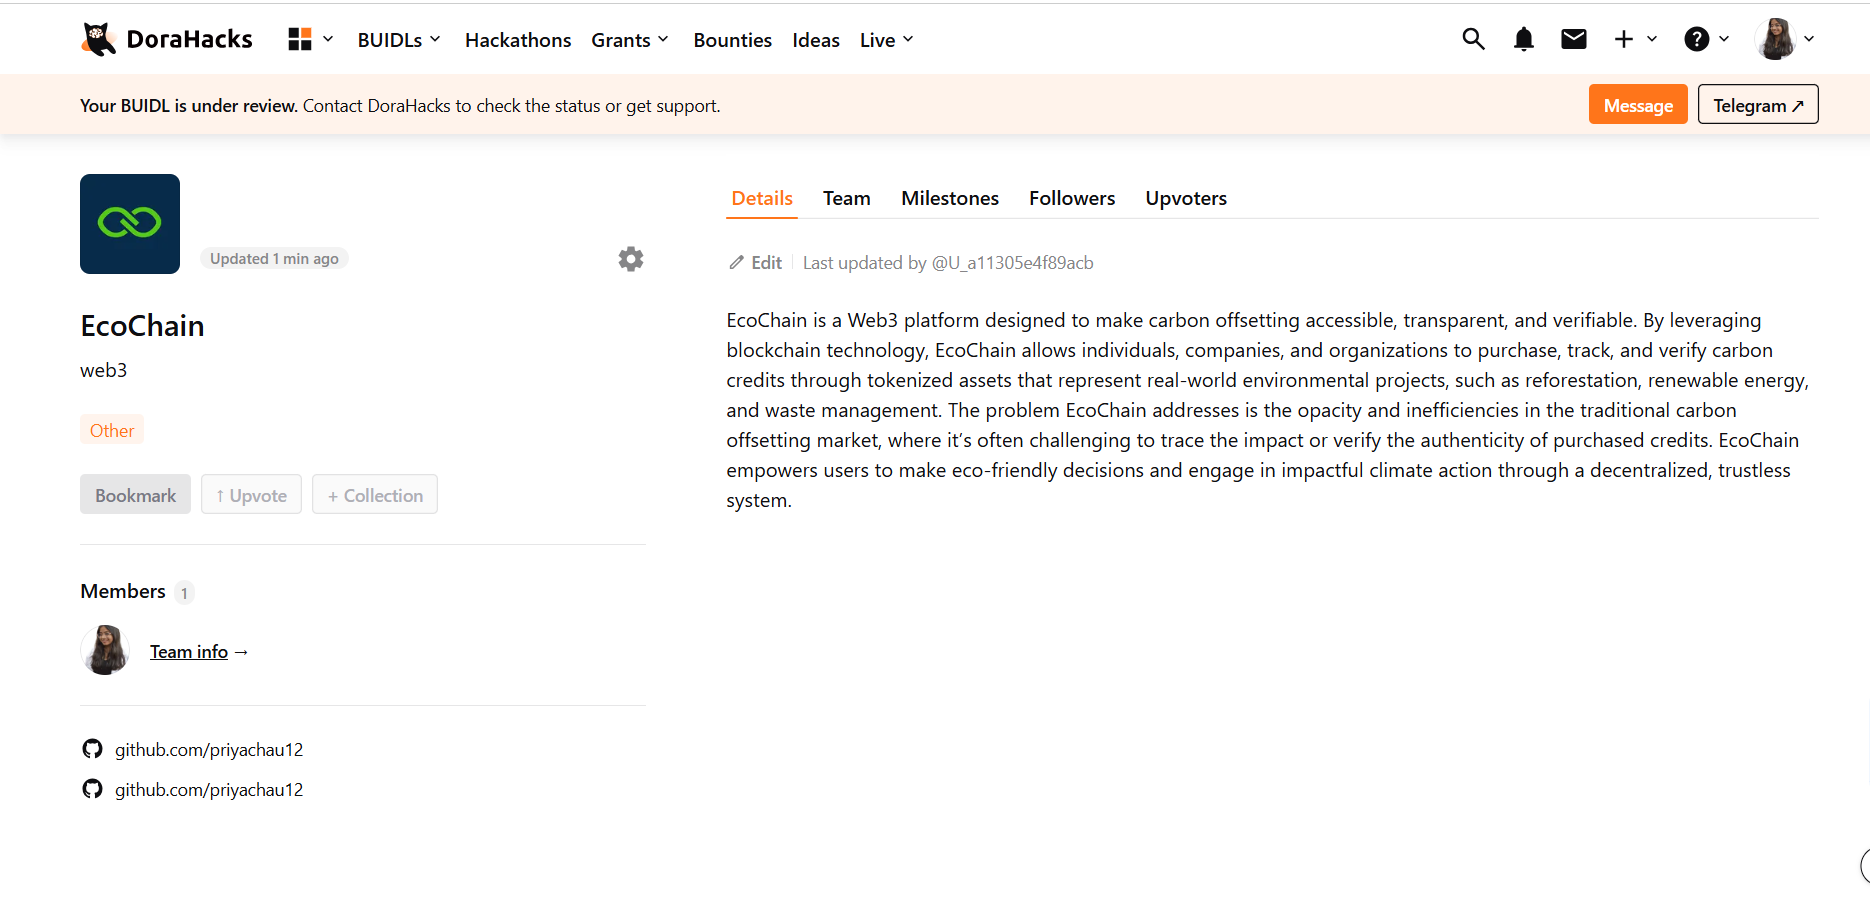 DoraHacks
BUIDLs
Hackathons
Grants
Bounties
Ideas
Live
Your BUIDL is under review. Contact DoraHacks to check the status or get support.
Message
Telegram ↗
Updated 1 min ago
EcoChain
web3
Other
Bookmark
↑ Upvote
+ Collection
Members 1
Team info →
github.com/priyachau12
github.com/priyachau12
Details
Team
Milestones
Followers
Upvoters
Edit
Last updated by @U_a11305e4f89acb
EcoChain is a Web3 platform designed to make carbon offsetting accessible, transparent, and verifiable. By leveraging
blockchain technology, EcoChain allows individuals, companies, and organizations to purchase, track, and verify carbon
credits through tokenized assets that represent real-world environmental projects, such as reforestation, renewable energy,
and waste management. The problem EcoChain addresses is the opacity and inefficiencies in the traditional carbon
offsetting market, where it’s often challenging to trace the impact or verify the authenticity of purchased credits. EcoChain
empowers users to make eco-friendly decisions and engage in impactful climate action through a decentralized, trustless
system.